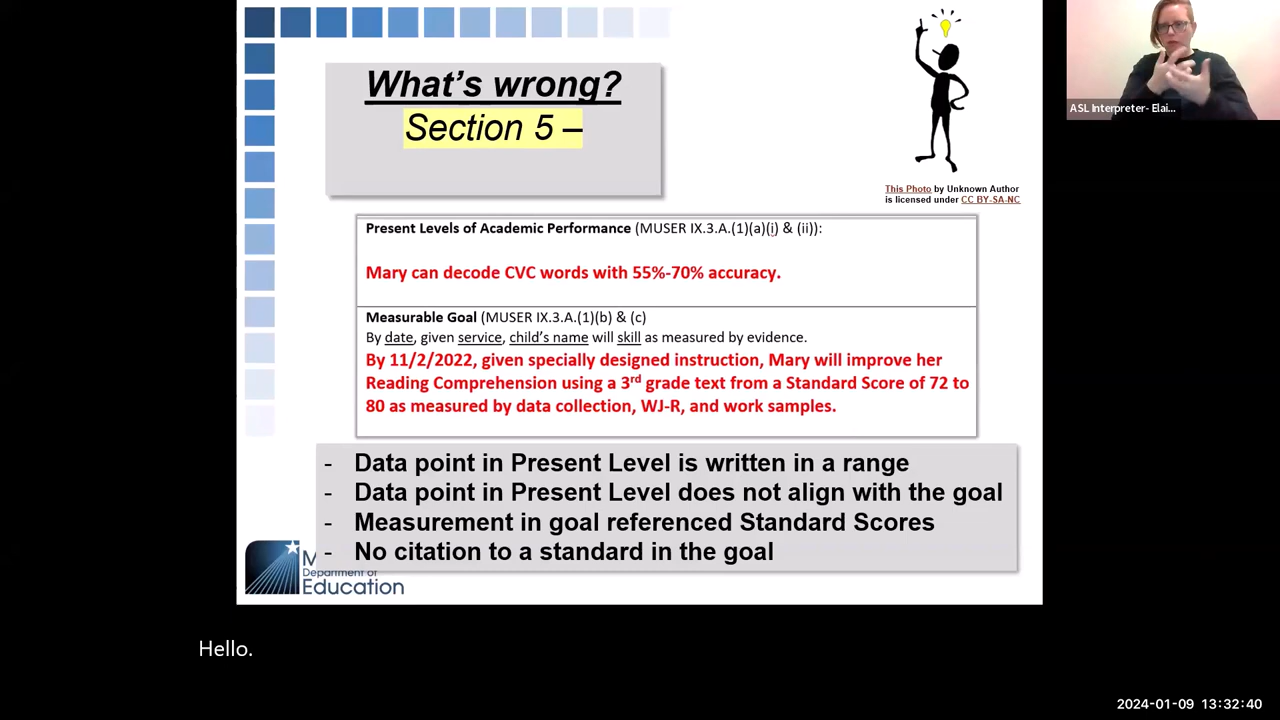 What's wrong?
Section 5 –
ASL Interpreter- Elai...
This Photo by Unknown Author
is licensed under CC BY-SA-NC
Present Levels of Academic Performance (MUSER IX.3.A.(1)(a)(i) & (ii)):
Mary can decode CVC words with 55%-70% accuracy.
Measurable Goal (MUSER IX.3.A.(1)(b) & (c)
By date, given service, child's name will skill as measured by evidence.
By 11/2/2022, given specially designed instruction, Mary will improve her
Reading Comprehension using a 3rd grade text from a Standard Score of 72 to
80 as measured by data collection, WJ-R, and work samples.
- Data point in Present Level is written in a range
- Data point in Present Level does not align with the goal
- Measurement in goal referenced Standard Scores
- No citation to a standard in the goal
Department of
Education
Hello.
2024-01-09 13:32:40